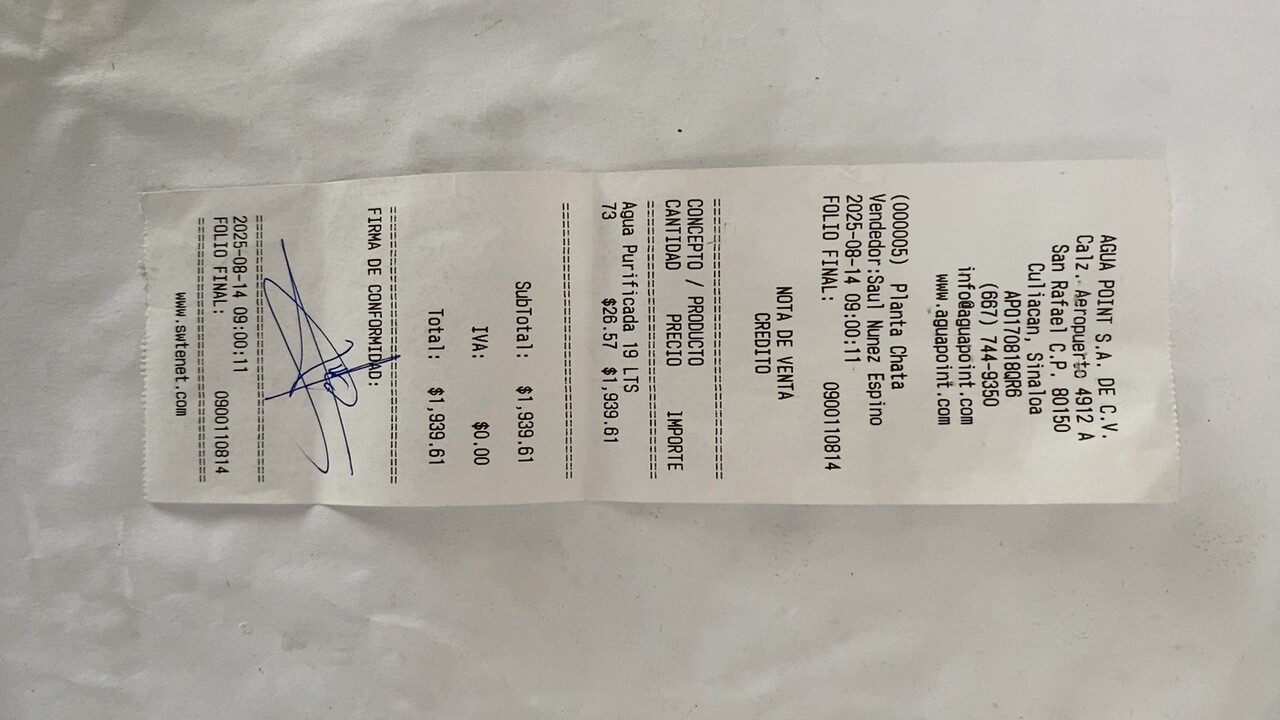 AGUA POINT S.A. DE C.V.
Calz. Aeropuerto 4912 A
San Rafael C.P. 80150
Culiacan, Sinaloa
APO170818QR6
(667) 744-9350
info@aguapoint.com
www.aguapoint.com
(000005) Planta Chata
Vendedor:Saul Nunez Espino
2025-08-14 09:00:11
FOLIO FINAL: 0900110814
NOTA DE VENTA
CREDITO
================================
CONCEPTO / PRODUCTO
CANTIDAD PRECIO IMPORTE
================================
Agua Purificada 19 LTS
73 $26.57 $1,939.61
================================
SubTotal: $1,939.61
IVA: $0.00
Total: $1,939.61
================================
FIRMA DE CONFORMIDAD:
================================
2025-08-14 09:00:11
FOLIO FINAL: 0900110814
================================
www.swtenet.com